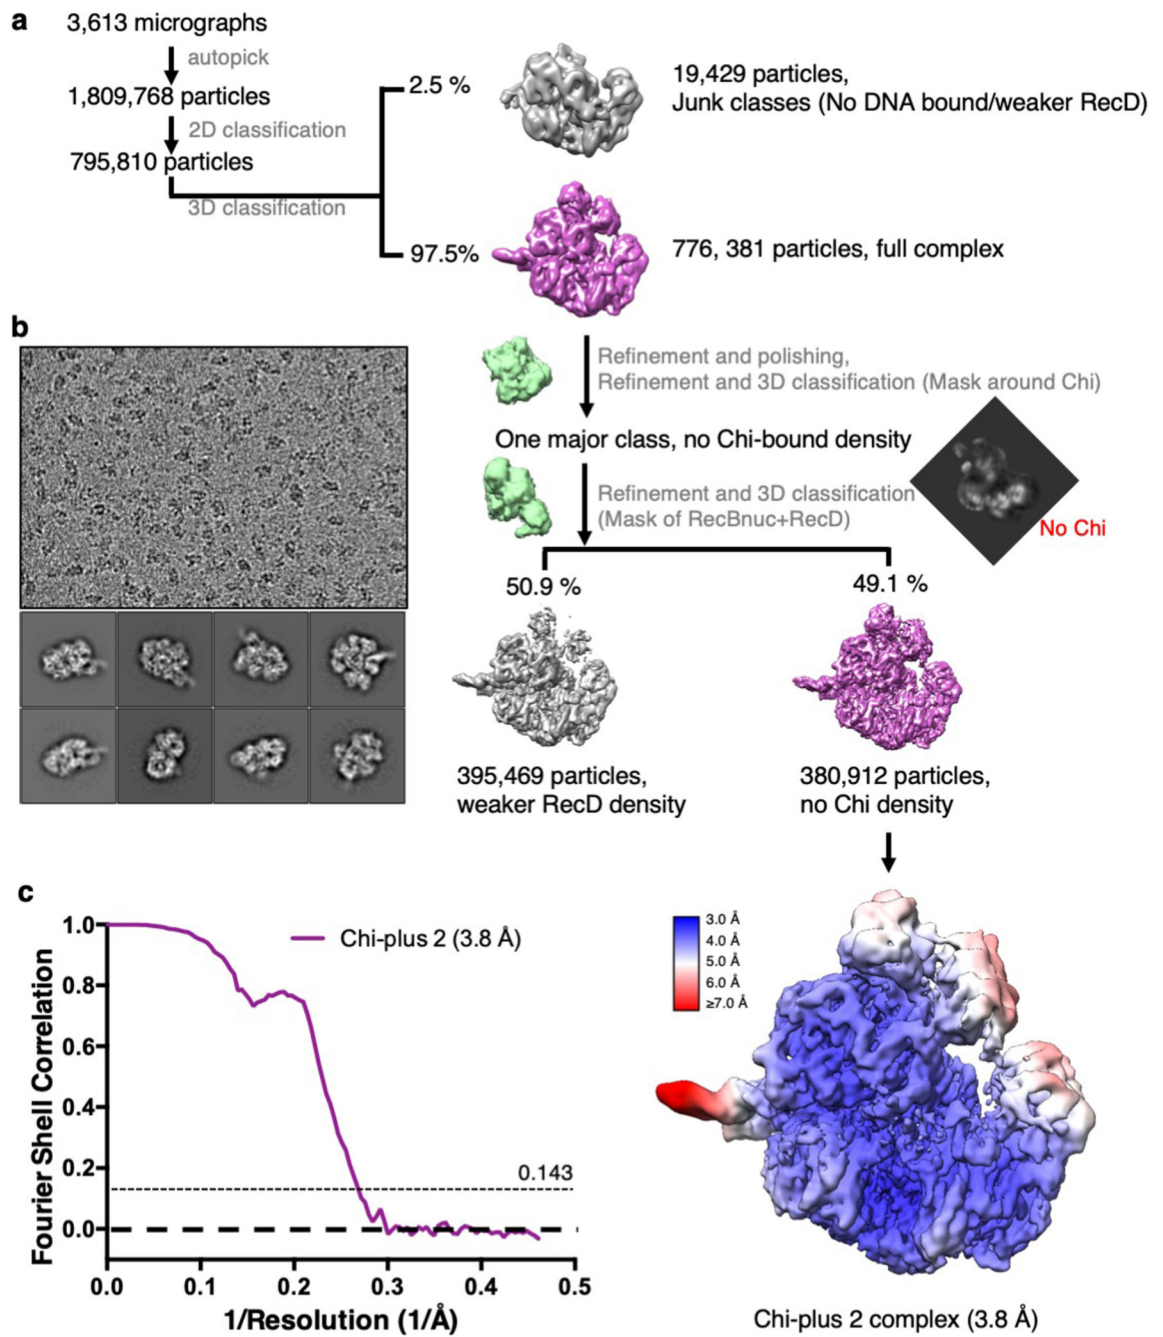 a
3,613 micrographs
autopick
1,809,768 particles
2D classification
795,810 particles
3D classification
2.5 %
19,429 particles,
Junk classes (No DNA bound/weaker RecD)
97.5%
776, 381 particles, full complex
b
Refinement and polishing,
Refinement and 3D classification (Mask around Chi)
One major class, no Chi-bound density
Refinement and 3D classification
(Mask of RecBnuc+RecD)
No Chi
50.9 %
49.1 %
395,469 particles,
weaker RecD density
380,912 particles,
no Chi density
c
1.0
0.8
0.6
0.4
0.2
0.0
Fourier Shell Correlation
Chi-plus 2 (3.8 Å)
0.143
0.0
0.1
0.2
0.3
0.4
0.5
1/Resolution (1/Å)
3.0 Å
4.0 Å
5.0 Å
6.0 Å
≥7.0 Å
Chi-plus 2 complex (3.8 Å)